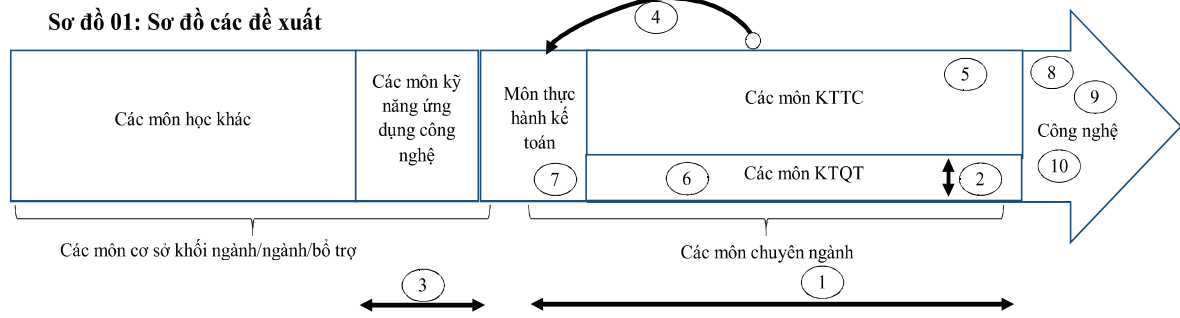 Sơ đồ 01: Sơ đồ các đề xuất
4
Các môn học khác
Các môn kỹ
năng ứng
dụng công
nghệ
Môn thực
hành kế
toán
7
Các môn KTTC
5
Các môn KTQT
6
2
8
9
Công nghệ
10
Các môn cơ sở khối ngành/ngành/bổ trợ
Các môn chuyên ngành
3
1